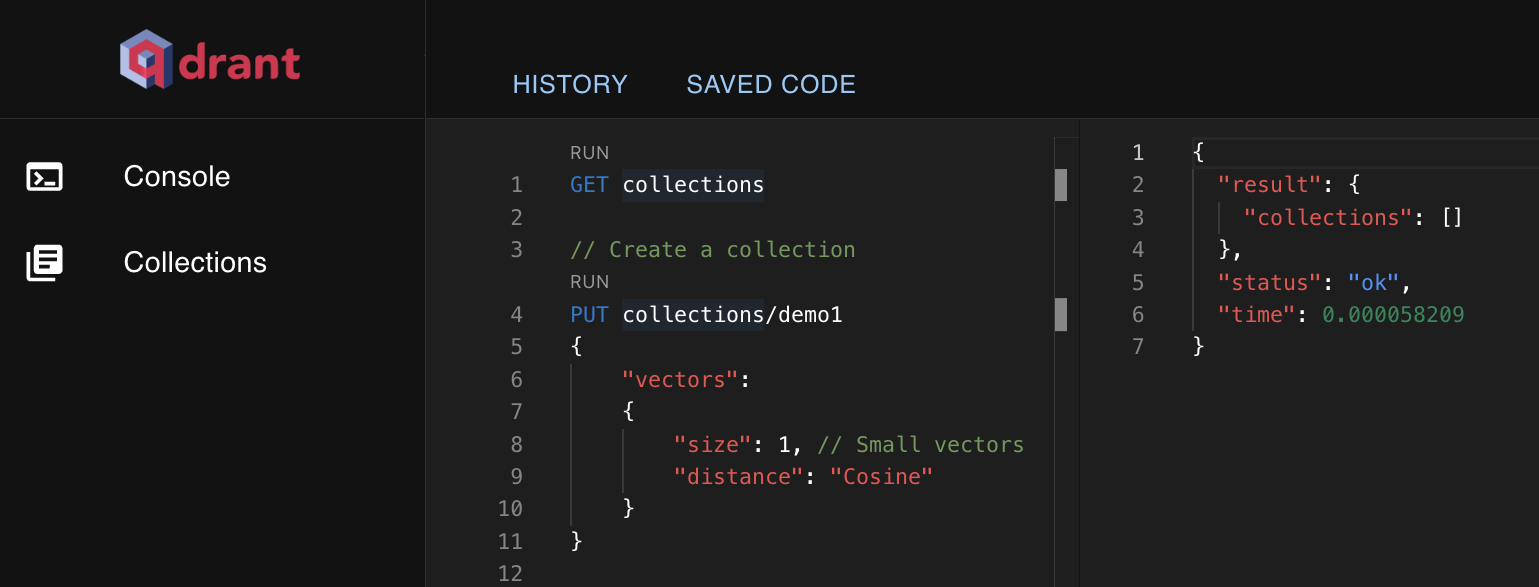 qdrant
HISTORY SAVED CODE
Console
Collections
RUN
1 GET collections
2
3 // Create a collection
RUN
4 PUT collections/demo1
5 {
6 "vectors":
7 {
8 "size": 1, // Small vectors
9 "distance": "Cosine"
10 }
11 }
12
1 {
2 "result": {
3 "collections": []
4 },
5 "status": "ok",
6 "time": 0.000058209
7 }